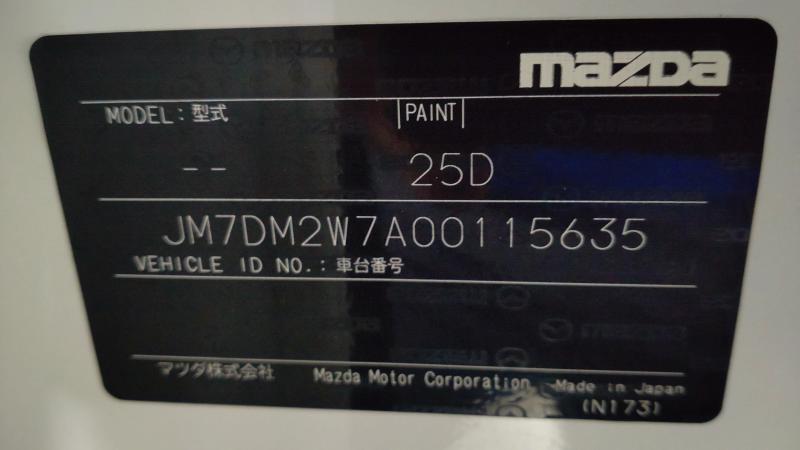 mazda
MODEL：型式 |PAINT|
-- 25D
JM7DM2W7A00115635
VEHICLE ID NO.：車台番号
マツダ株式会社 Mazda Motor Corporation Made in Japan
(N173)